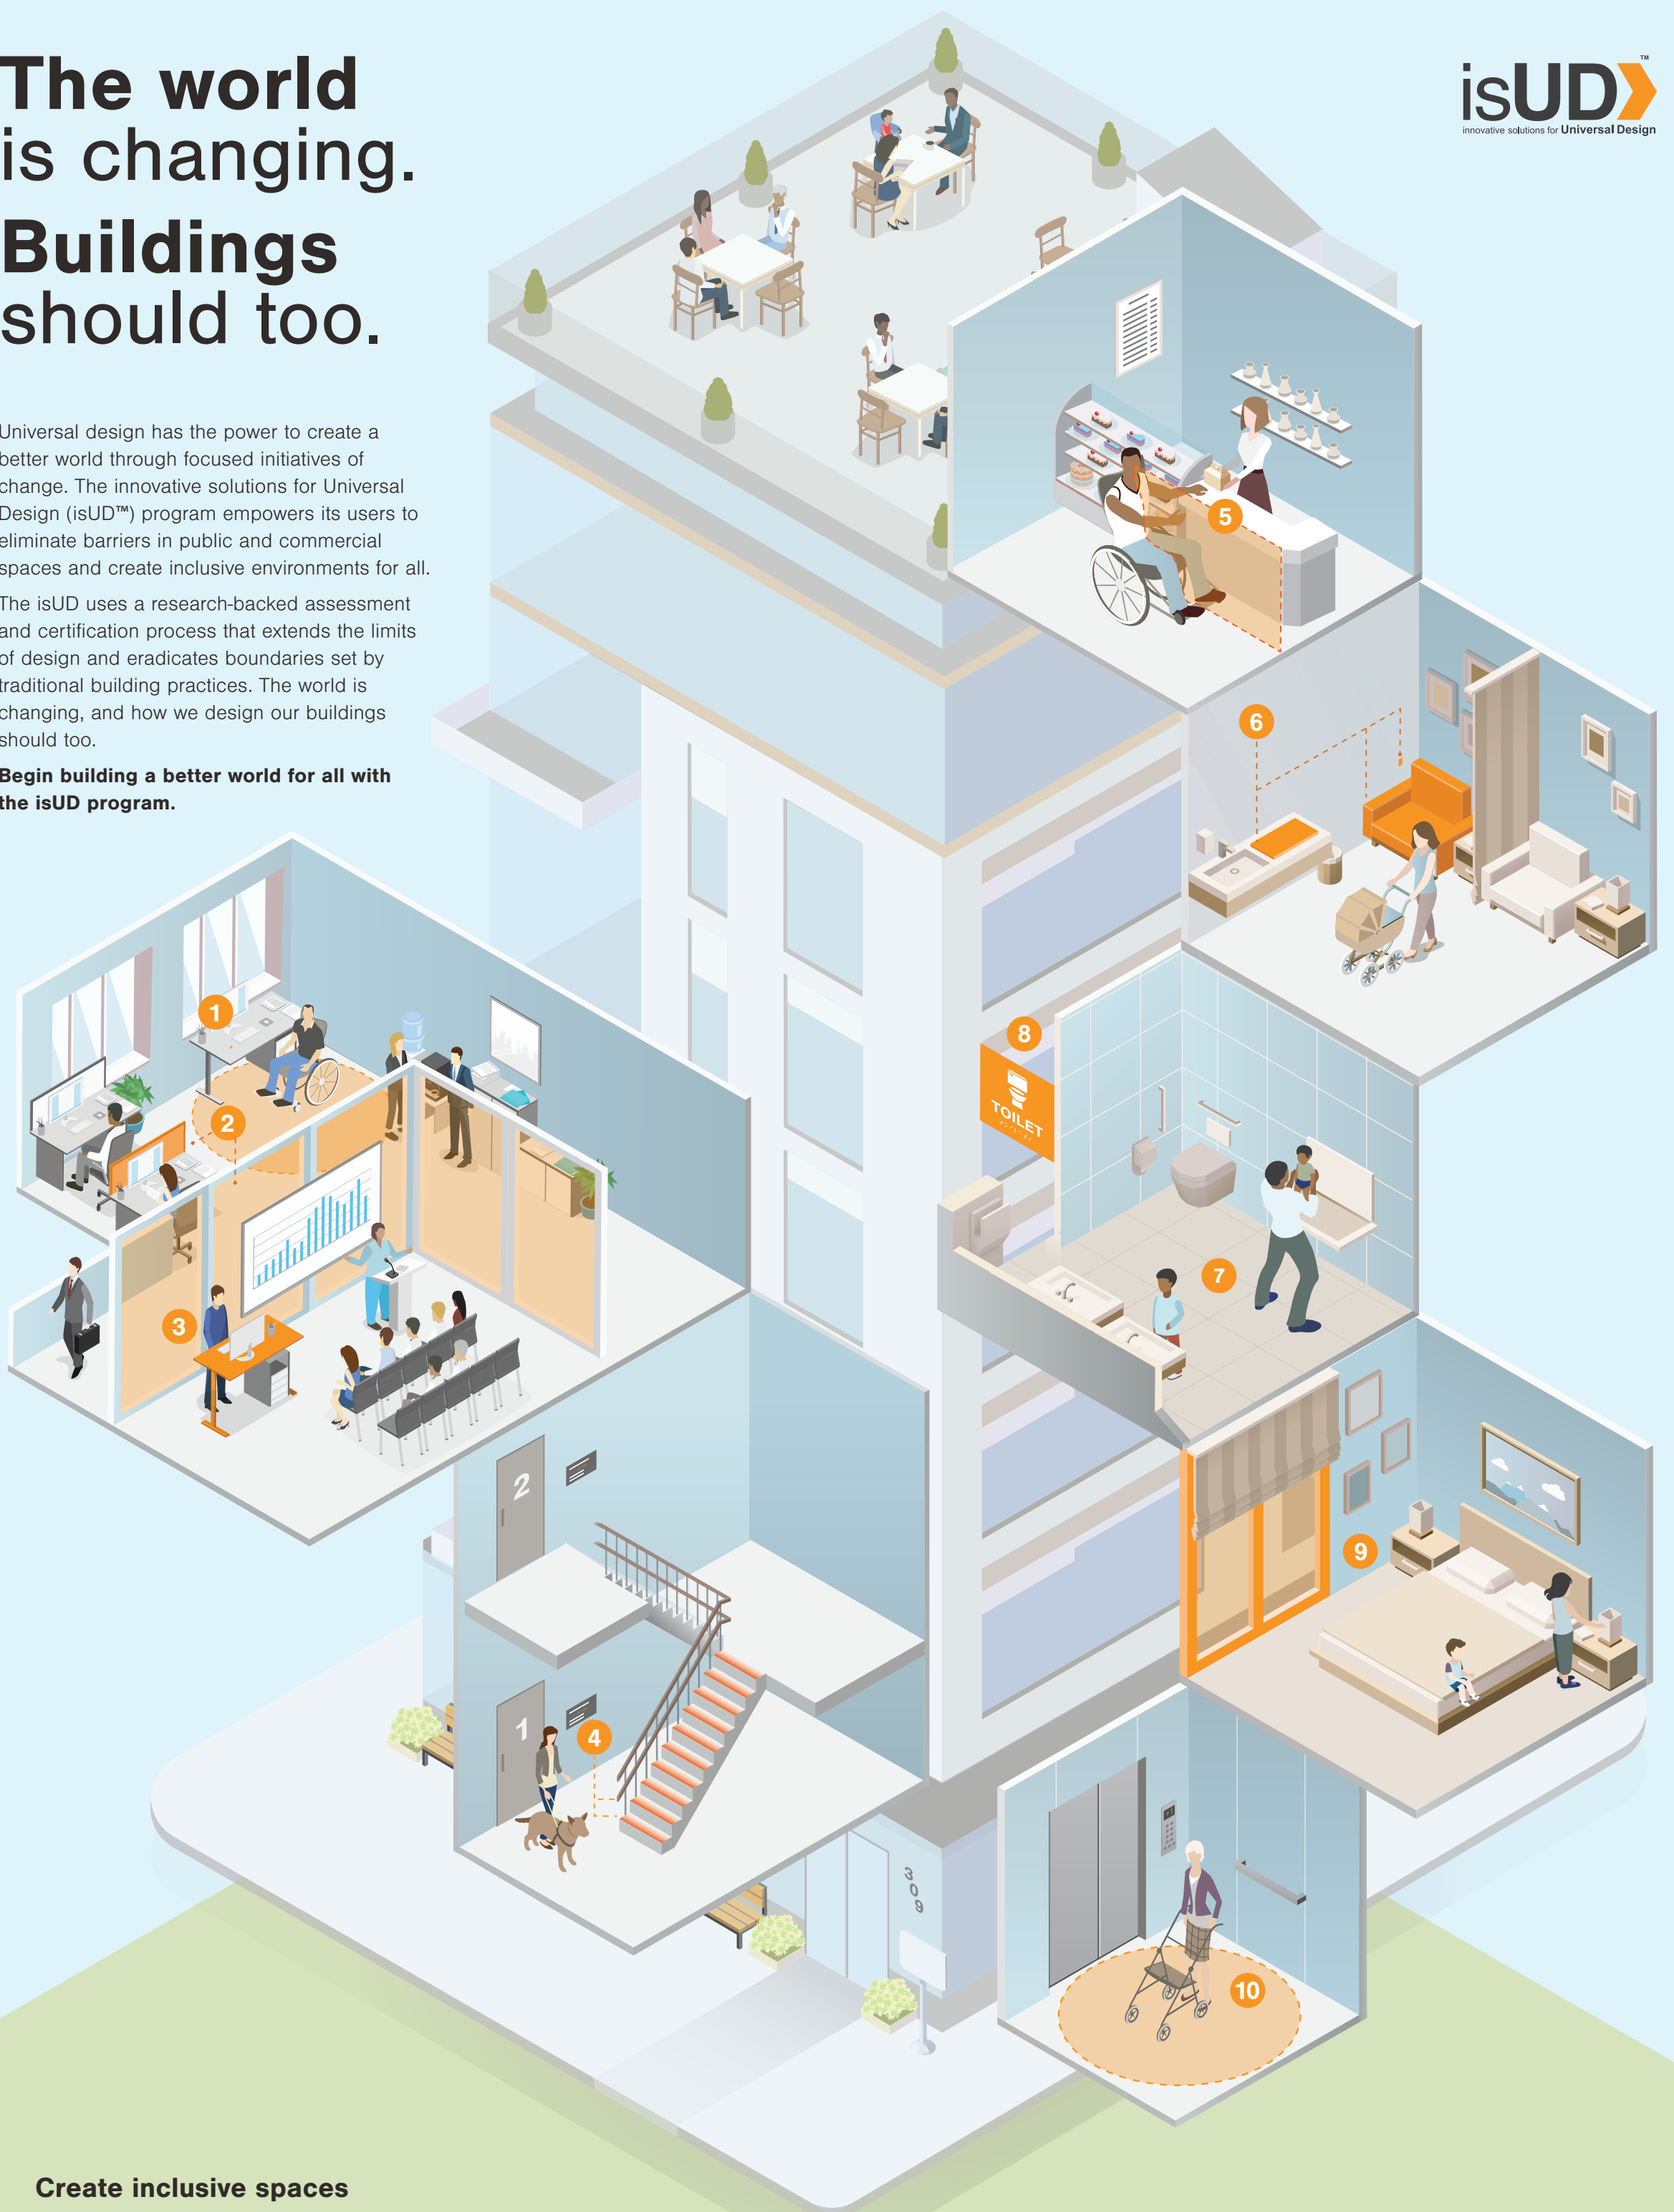 The world
is changing.
Buildings
should too.
isUD™
innovative solutions for Universal Design
Universal design has the power to create a
better world through focused initiatives of
change. The innovative solutions for Universal
Design (isUD™) program empowers its users to
eliminate barriers in public and commercial
spaces and create inclusive environments for all.
The isUD uses a research-backed assessment
and certification process that extends the limits
of design and eradicates boundaries set by
traditional building practices. The world is
changing, and how we design our buildings
should too.
Begin building a better world for all with
the isUD program.
5
6
1
8
TOILET
2
7
3
2
9
1
4
309
10
Create inclusive spaces